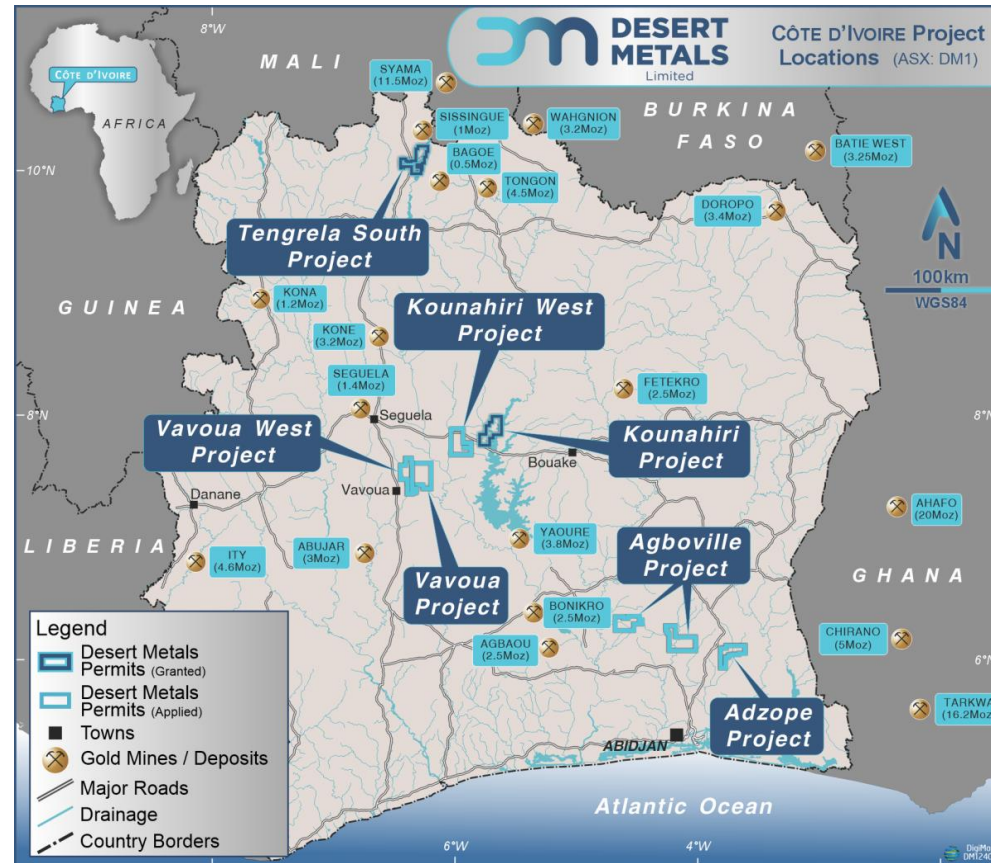 DESERT
METALS
Limited
CÔTE D'IVOIRE Project
Locations (ASX: DM1)
8°W
CÔTE D'IVOIRE
AFRICA
MALI
SYAMA
(11.5Moz)
SISSINGUE
(1Moz)
WAHGNION
(3.2Moz)
BURKINA
FASO
BATIE WEST
(3.25Moz)
10°N
BAGOE
(0.5Moz)
TONGON
(4.5Moz)
DOROPO
(3.4Moz)
N
100km
WGS84
Tengrela South
Project
GUINEA
KONA
(1.2Moz)
KONE
(3.2Moz)
Kounahiri West
Project
SEGUELA
(1.4Moz)
FETEKRO
(2.5Moz)
8°N
8°N
Seguela
Vavoua West
Project
Kounahiri
Project
Bouake
Vavoua
Danane
AHAFO
(20Moz)
LIBERIA
ITY
(4.6Moz)
ABUJAR
(3Moz)
YAOURE
(3.8Moz)
Agboville
Project
GHANA
Vavoua
Project
BONIKRO
(2.5Moz)
AGBAOU
(2.5Moz)
CHIRANO
(5Moz)
6°N
TARKWA
(16.2Moz)
Adzope
Project
ABIDJAN
Atlantic Ocean
Legend
Desert Metals
Permits (Granted)
Desert Metals
Permits (Applied)
Towns
Gold Mines / Deposits
Major Roads
Drainage
Country Borders
6°W
4°W